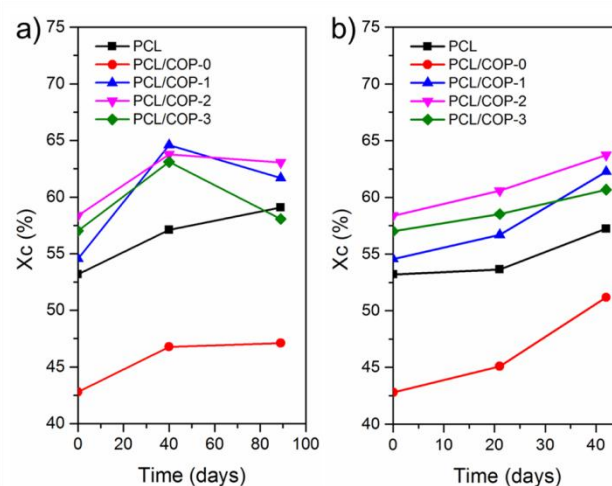 a)
75
70
65
60
55
50
45
40
Xc (%)
PCL
PCL/COP-0
PCL/COP-1
PCL/COP-2
PCL/COP-3
0 20 40 60 80 100
Time (days)
b)
75
70
65
60
55
50
45
40
Xc (%)
PCL
PCL/COP-0
PCL/COP-1
PCL/COP-2
PCL/COP-3
0 10 20 30 40
Time (days)